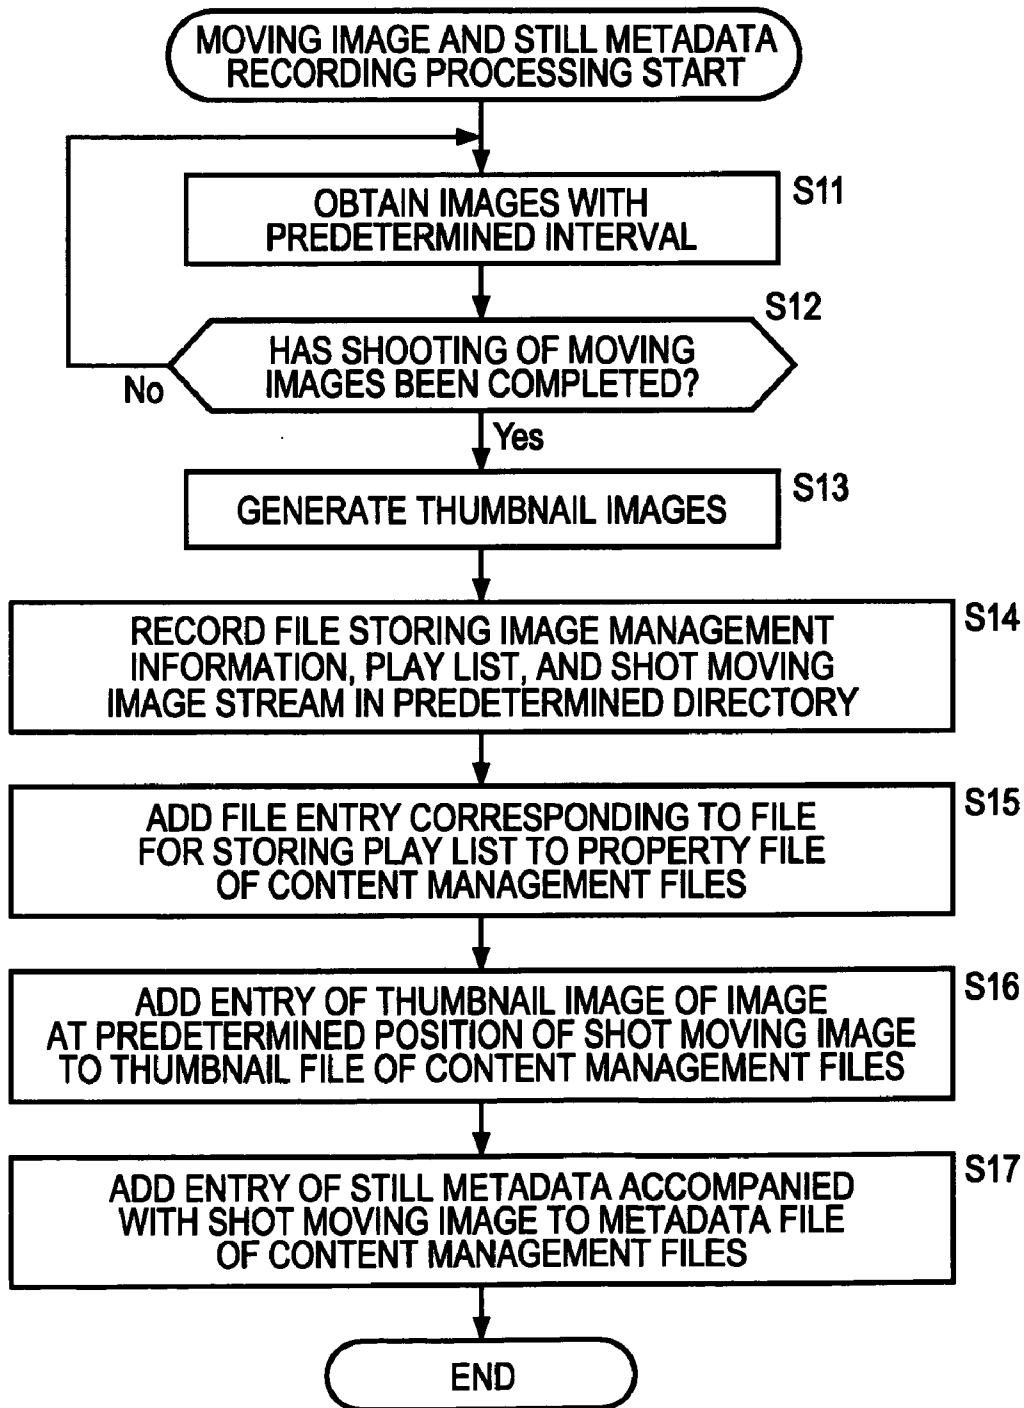 MOVING IMAGE AND STILL METADATA
RECORDING PROCESSING START
S11
OBTAIN IMAGES WITH
PREDETERMINED INTERVAL
S12
HAS SHOOTING OF MOVING
IMAGES BEEN COMPLETED?
No
Yes
S13
GENERATE THUMBNAIL IMAGES
S14
RECORD FILE STORING IMAGE MANAGEMENT
INFORMATION, PLAY LIST, AND SHOT MOVING
IMAGE STREAM IN PREDETERMINED DIRECTORY
S15
ADD FILE ENTRY CORRESPONDING TO FILE
FOR STORING PLAY LIST TO PROPERTY FILE
OF CONTENT MANAGEMENT FILES
S16
ADD ENTRY OF THUMBNAIL IMAGE OF IMAGE
AT PREDETERMINED POSITION OF SHOT MOVING IMAGE
TO THUMBNAIL FILE OF CONTENT MANAGEMENT FILES
S17
ADD ENTRY OF STILL METADATA ACCOMPANIED
WITH SHOT MOVING IMAGE TO METADATA FILE
OF CONTENT MANAGEMENT FILES
END